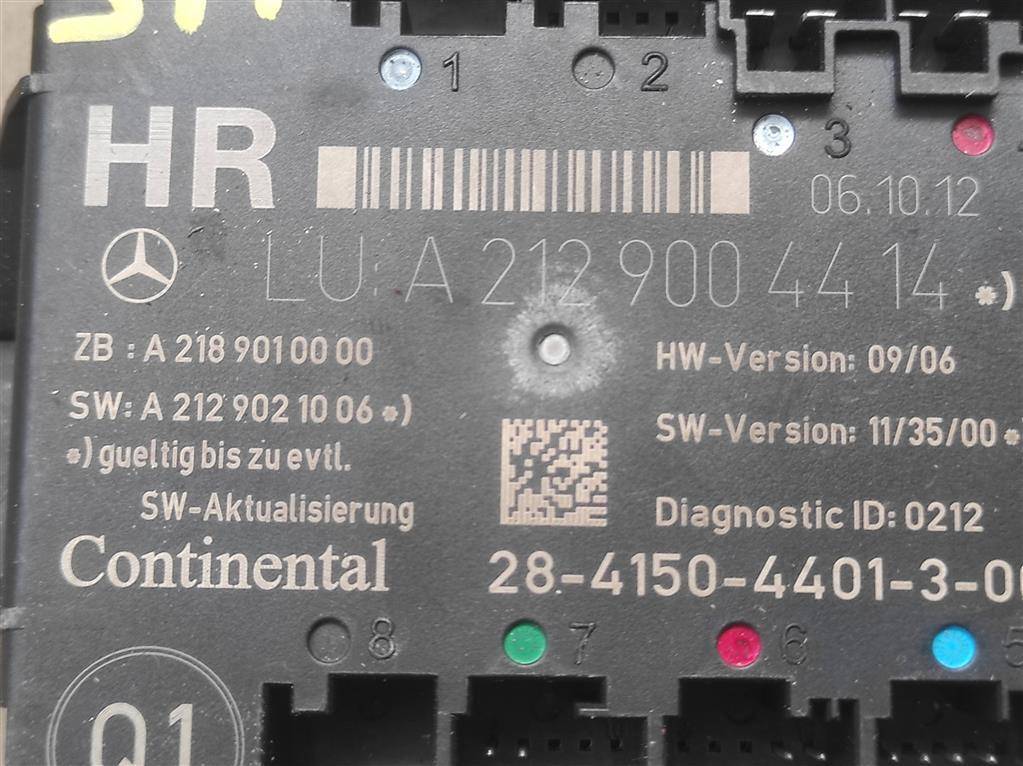 1 2
HR
3
06.10.12
LU: A 212 900 44 14 *)
ZB : A 218 901 00 00
HW-Version: 09/06
SW: A 212 902 10 06 *)
SW-Version: 11/35/00 *
*) gueltig bis zu evtl.
SW-Aktualisierung
Diagnostic ID: 0212
Continental
28-4150-4401-3-0
8 7 6 5
Q1